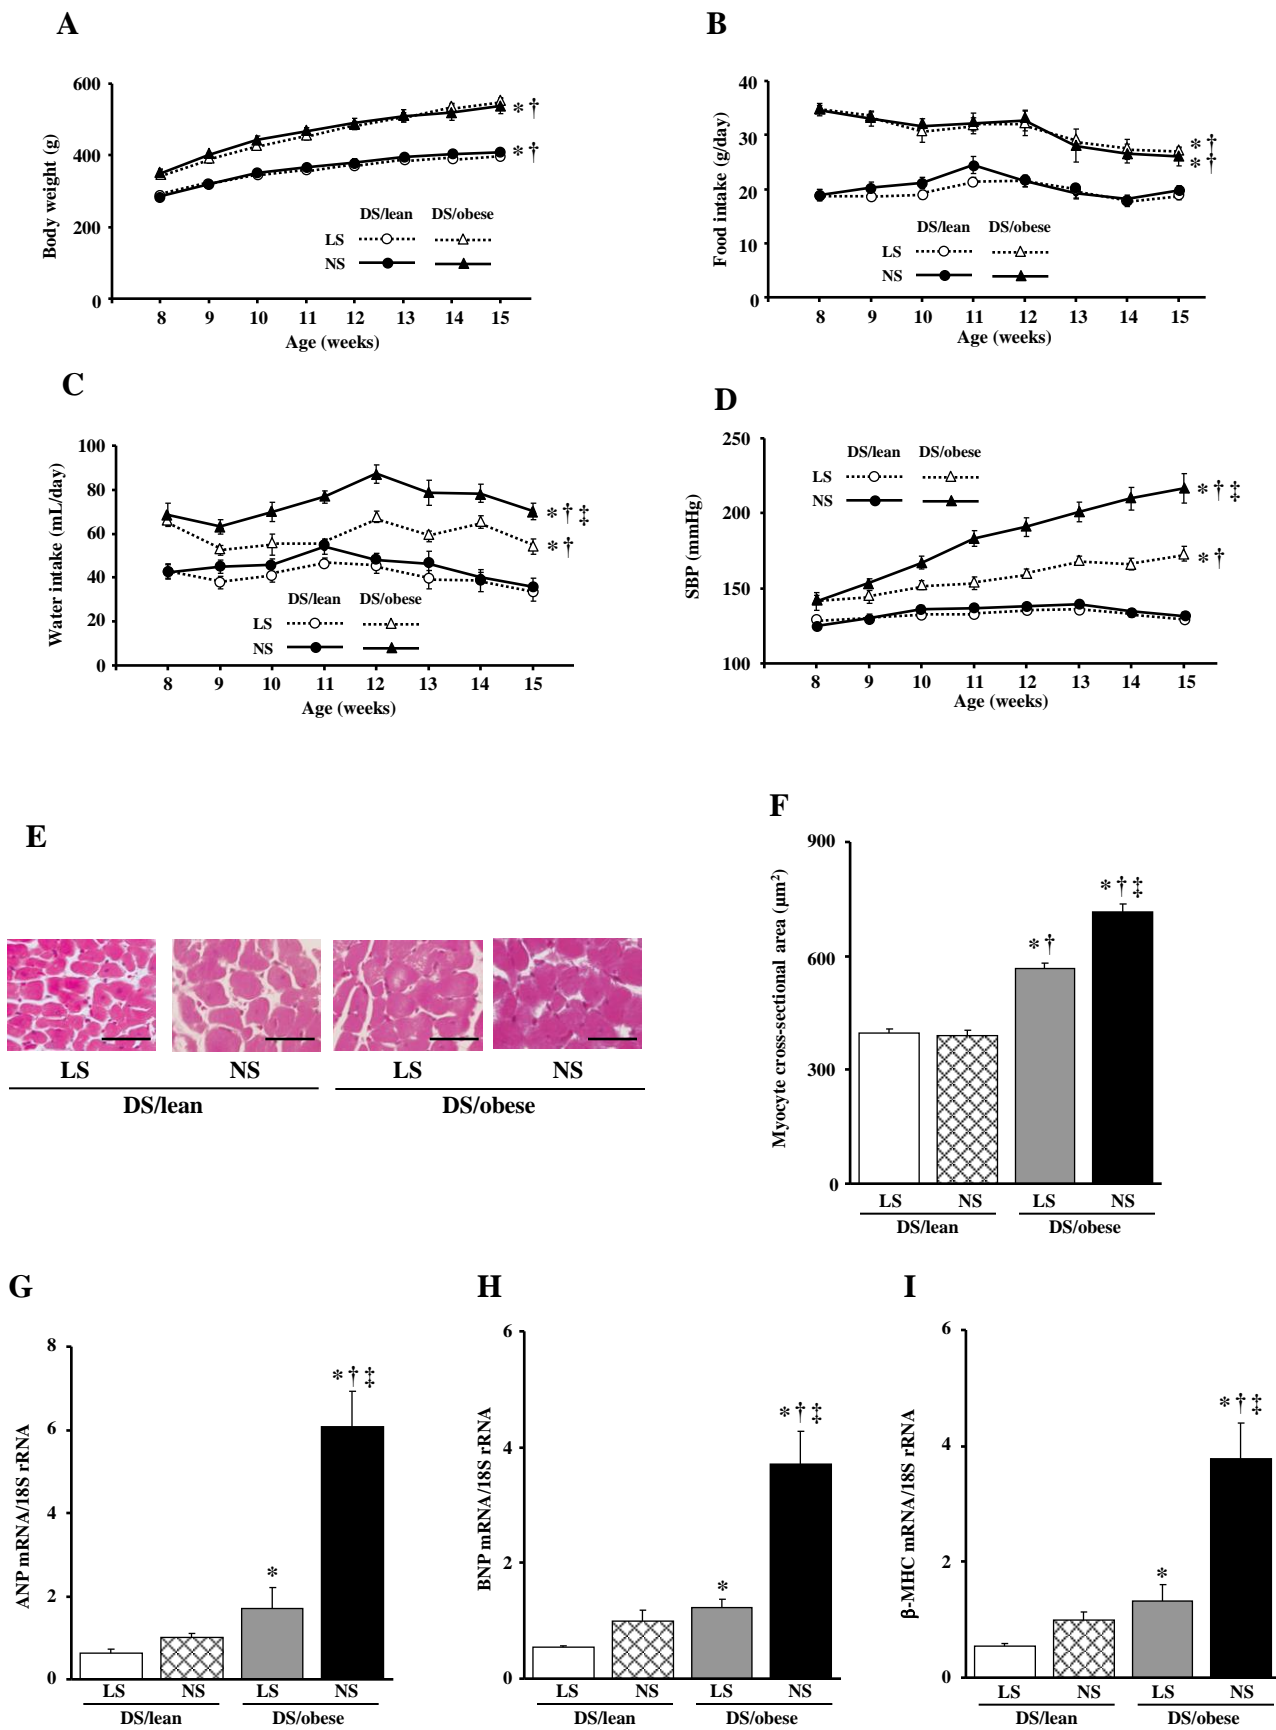 A
600
400
200
0
Body weight (g)
* †
* †
DS/lean DS/obese
LS
NS
8 9 10 11 12 13 14 15
Age (weeks)
B
40
30
20
10
0
Food intake (g/day)
* †
* †
DS/lean DS/obese
LS
NS
8 9 10 11 12 13 14 15
Age (weeks)
C
100
80
60
40
20
0
Water intake (mL/day)
* † ‡
* †
DS/lean DS/obese
LS
NS
8 9 10 11 12 13 14 15
Age (weeks)
D
250
200
150
100
SBP (mmHg)
DS/lean DS/obese
LS
NS
* † ‡
* †
8 9 10 11 12 13 14 15
Age (weeks)
E
LS NS LS NS
DS/lean DS/obese
F
900
600
300
0
Myocyte cross-sectional area (µm²)
* †
* † ‡
LS NS LS NS
DS/lean DS/obese
G
8
6
4
2
0
ANP mRNA/18S rRNA
*
* † ‡
LS NS LS NS
DS/lean DS/obese
H
6
4
2
0
BNP mRNA/18S rRNA
*
* † ‡
LS NS LS NS
DS/lean DS/obese
I
6
4
2
0
β-MHC mRNA/18S rRNA
*
* † ‡
LS NS LS NS
DS/lean DS/obese